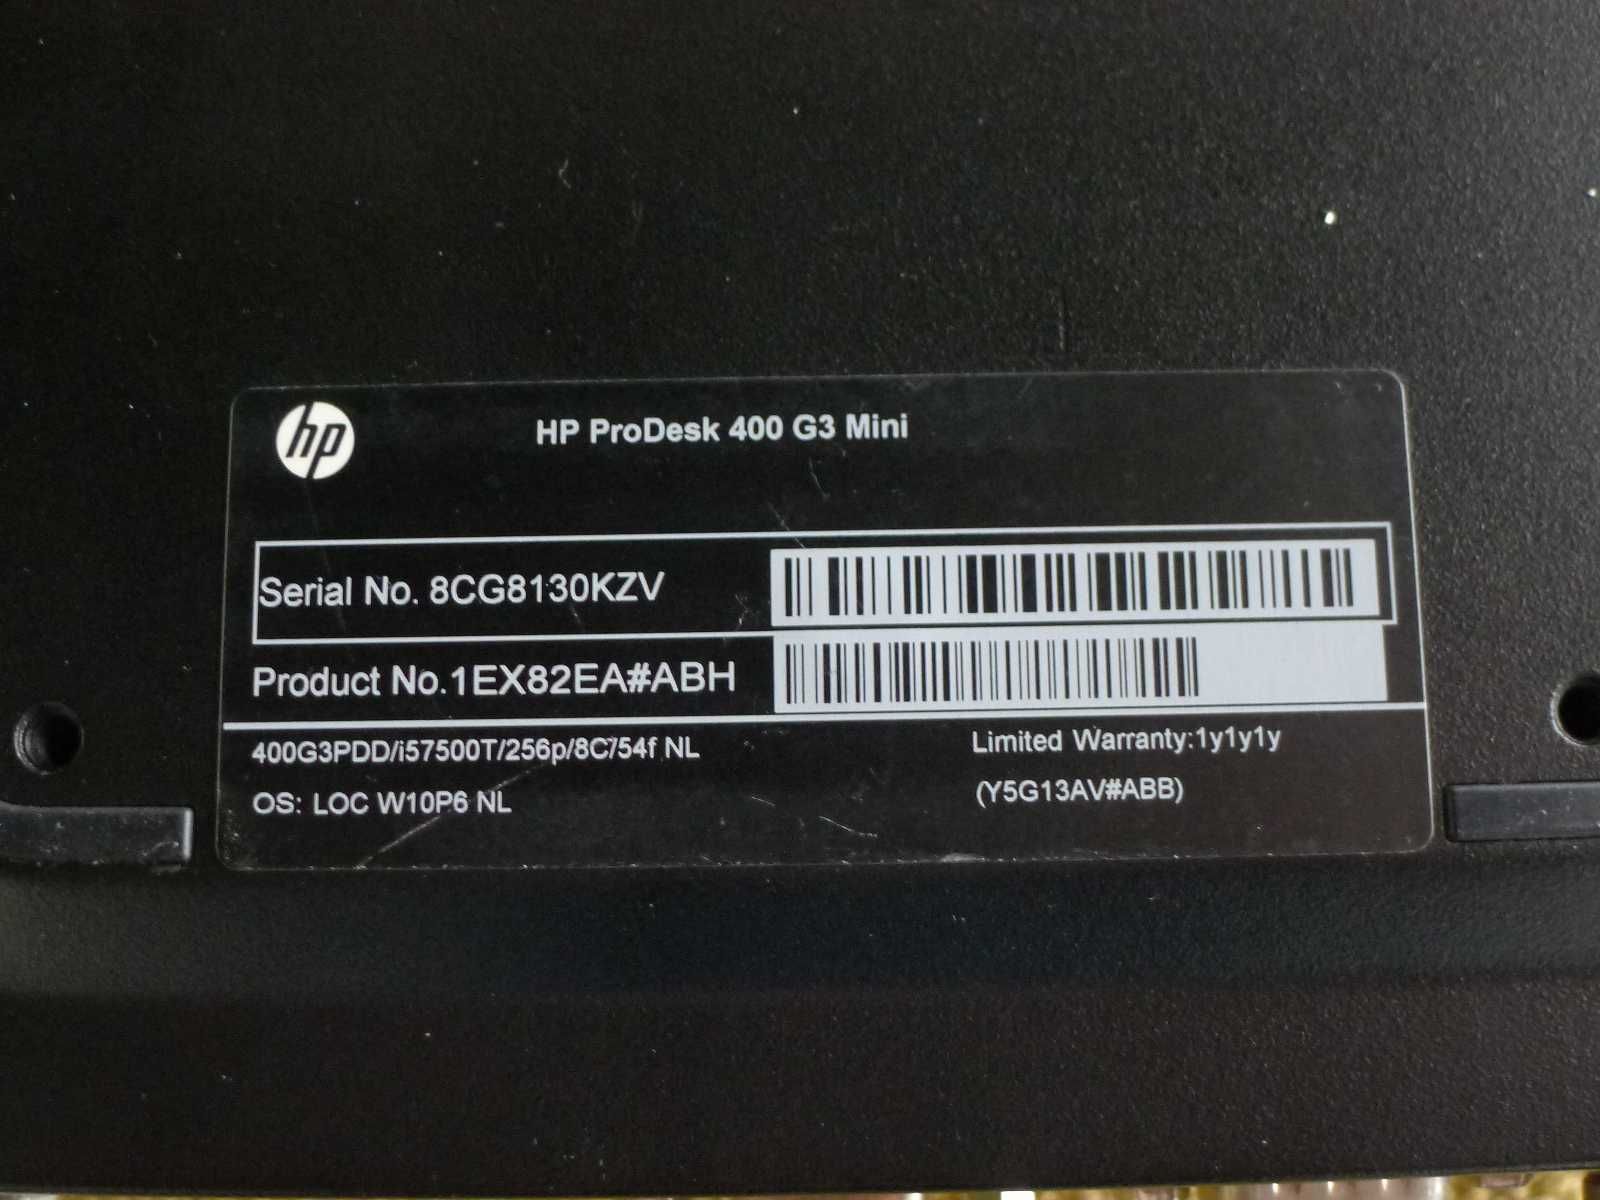 hp
HP ProDesk 400 G3 Mini
Serial No. 8CG8130KZV
Product No.1EX82EA#ABH
400G3PDD/i57500T/256p/8C/54f NL
Limited Warranty:1y1y1y
OS: LOC W10P6 NL
(Y5G13AV#ABB)